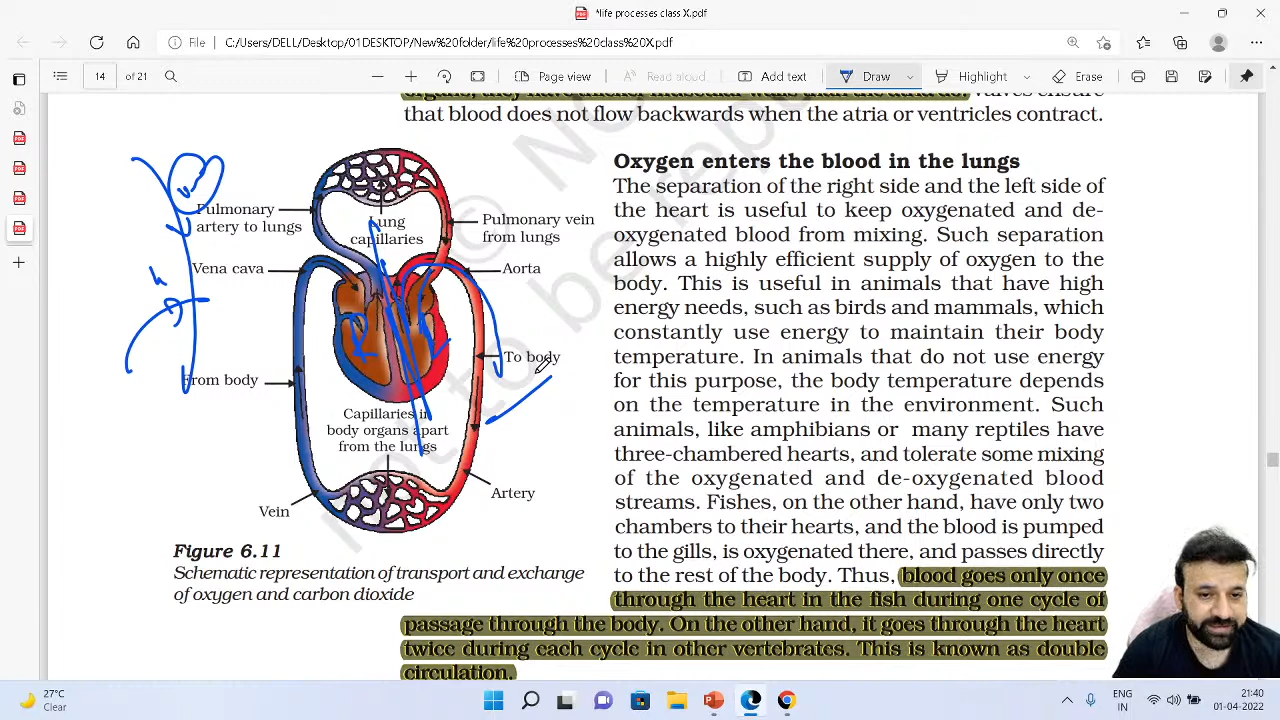 *life processes class X.pdf
File
C:/Users/DELL/Desktop/01DESKTOP/New%20folder/life%20processes%20class%20X.pdf
14 of 21
Page view
Read aloud
Add text
Draw
Highlight
Erase
organs, they have thicker muscular walls than the atria do. Valves ensure
that blood does not flow backwards when the atria or ventricles contract.
Pulmonary
artery to lungs
Lung
capillaries
Pulmonary vein
from lungs
Vena cava
Aorta
R
L
To body
From body
Capillaries in
body organs apart
from the lungs
Artery
Vein
Figure 6.11
Schematic representation of transport and exchange
of oxygen and carbon dioxide
Oxygen enters the blood in the lungs
The separation of the right side and the left side of
the heart is useful to keep oxygenated and de-
oxygenated blood from mixing. Such separation
allows a highly efficient supply of oxygen to the
body. This is useful in animals that have high
energy needs, such as birds and mammals, which
constantly use energy to maintain their body
temperature. In animals that do not use energy
for this purpose, the body temperature depends
on the temperature in the environment. Such
animals, like amphibians or many reptiles have
three-chambered hearts, and tolerate some mixing
of the oxygenated and de-oxygenated blood
streams. Fishes, on the other hand, have only two
chambers to their hearts, and the blood is pumped
to the gills, is oxygenated there, and passes directly
to the rest of the body. Thus, blood goes only once
through the heart in the fish during one cycle of
passage through the body. On the other hand, it goes through the heart
twice during each cycle in other vertebrates. This is known as double
circulation.
27°C
Clear
ENG
IN
21:40
01-04-2022